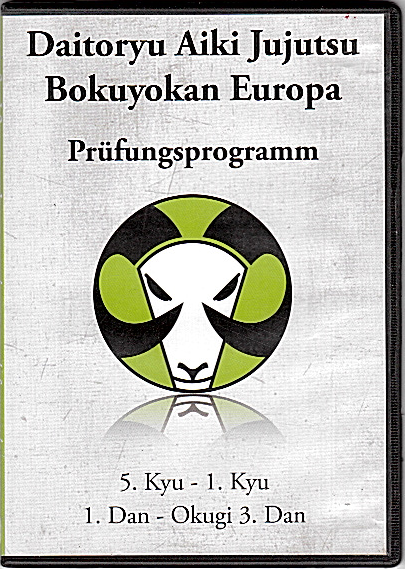 Daitoryu Aiki Jujutsu
Bokuyokan Europa
Prüfungsprogramm
5. Kyu - 1. Kyu
1. Dan - Okugi 3. Dan